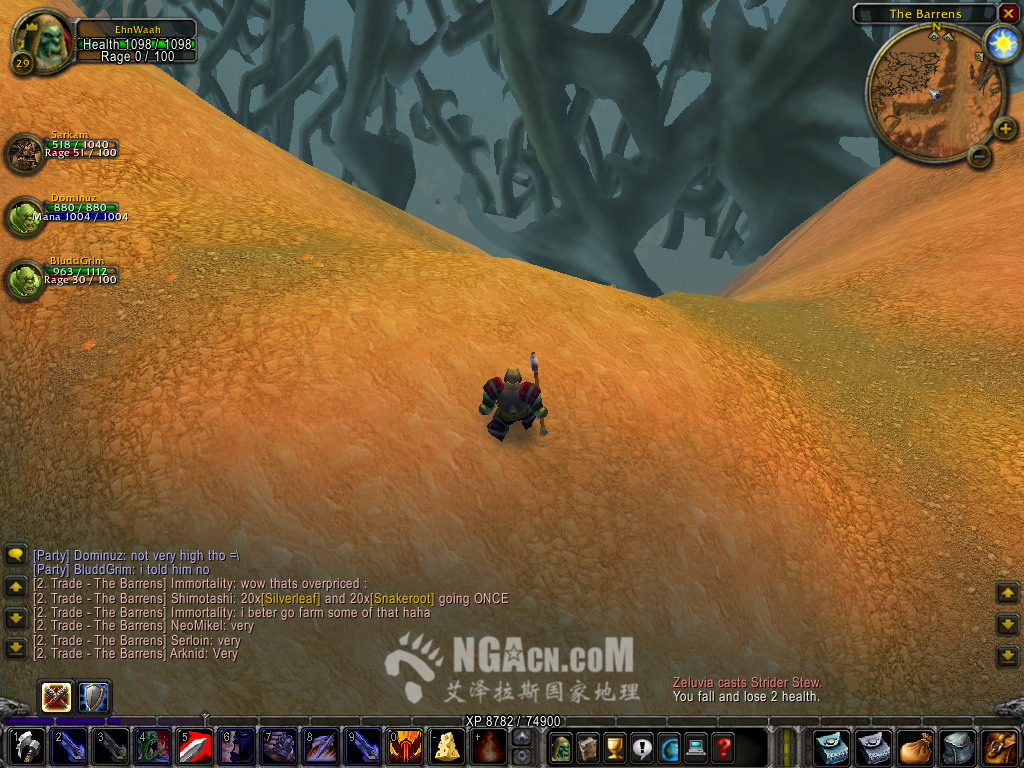 EhnWaah
Health 1098 / 1098
Rage 0 / 100
29
The Barrens
N
Sarkam
518 / 1040
Rage 51 / 100
Dominuz
880 / 880
Mana 1004 / 1004
BluddGrim
963 / 1112
Rage 30 / 100
[Party] Dominuz: not very high tho =\
[Party] BluddGrim: i told him no
[2. Trade - The Barrens] Immortality: wow thats overpriced :
[2. Trade - The Barrens] Shimotashi: 20x[Silverleaf] and 20x[Snakeroot] going ONCE
[2. Trade - The Barrens] Immortality: i beter go farm some of that haha
[2. Trade - The Barrens] NeoMikel: very
[2. Trade - The Barrens] Serloin: very
[2. Trade - The Barrens] Arknid: Very
NGACN.COM
艾泽拉斯国家地理
Zeluvia casts Strider Stew.
You fall and lose 2 health.
XP 8782 / 74900
2 3 4 5 6 7 8 9 0 - +